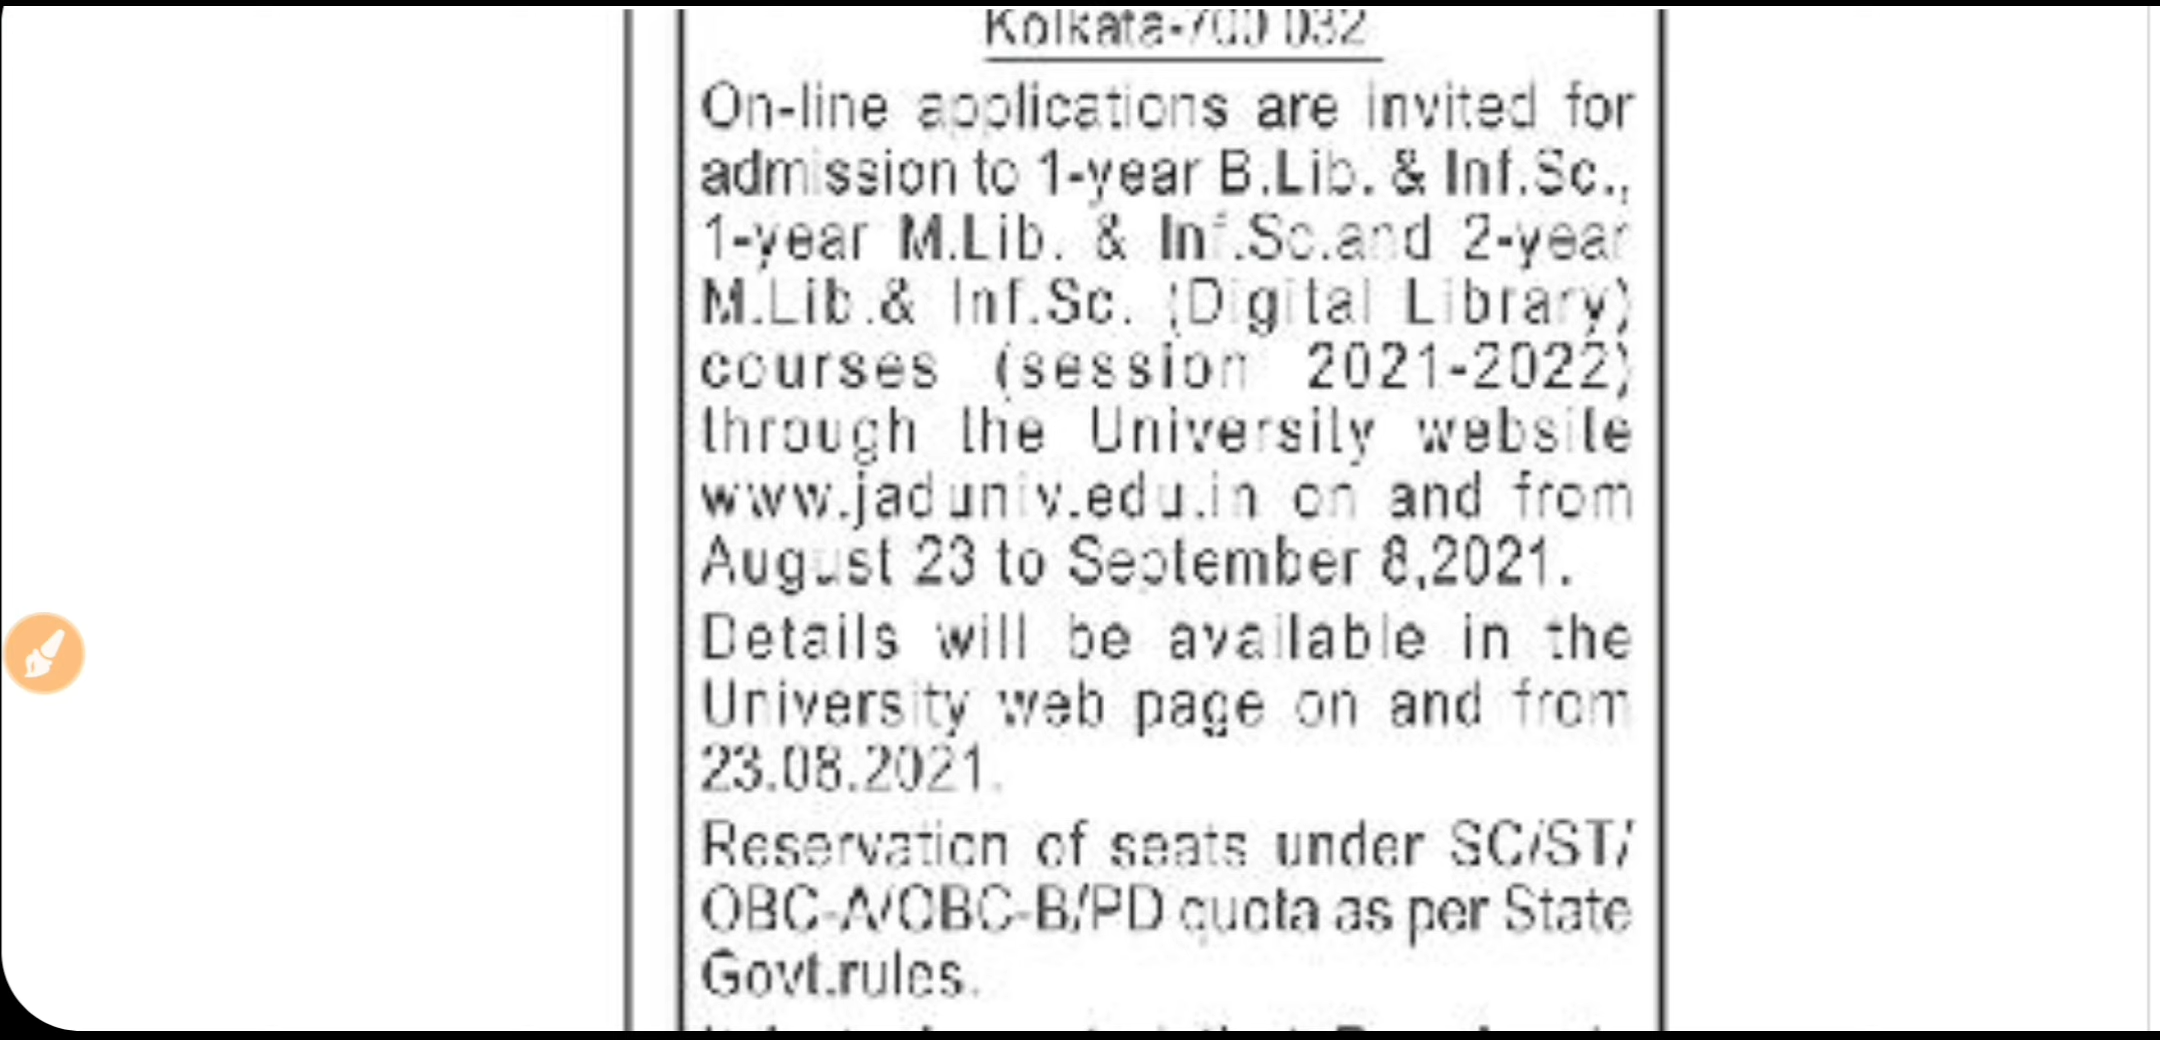 Kolkata-700 032
On-line applications are invited for
admission to 1-year B.Lib. & Inf.Sc.,
1-year M.Lib. & Inf.Sc.and 2-year
M.Lib.& Inf.Sc. (Digital Library)
courses (session 2021-2022)
through the University website
www.jaduniv.edu.in on and from
August 23 to September 8,2021.
Details will be available in the
University web page on and from
23.08.2021.
Reservation of seats under SC/ST/
OBC-A/OBC-B/PD quota as per State
Govt.rules.